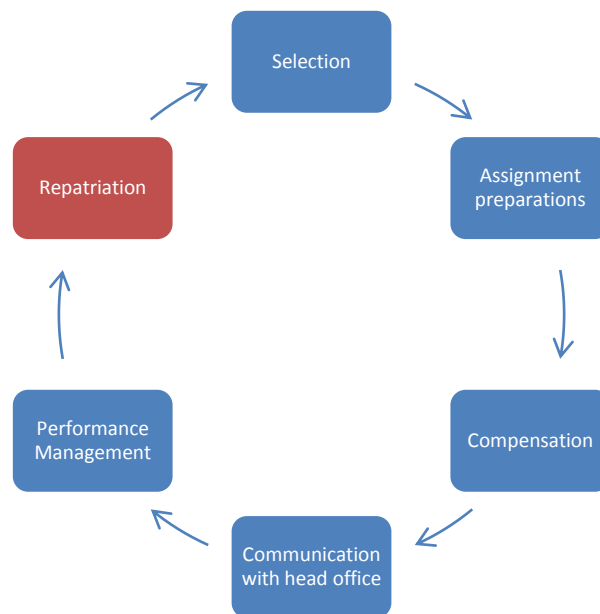 Selection
Assignment
preparations
Compensation
Communication
with head office
Performance
Management
Repatriation